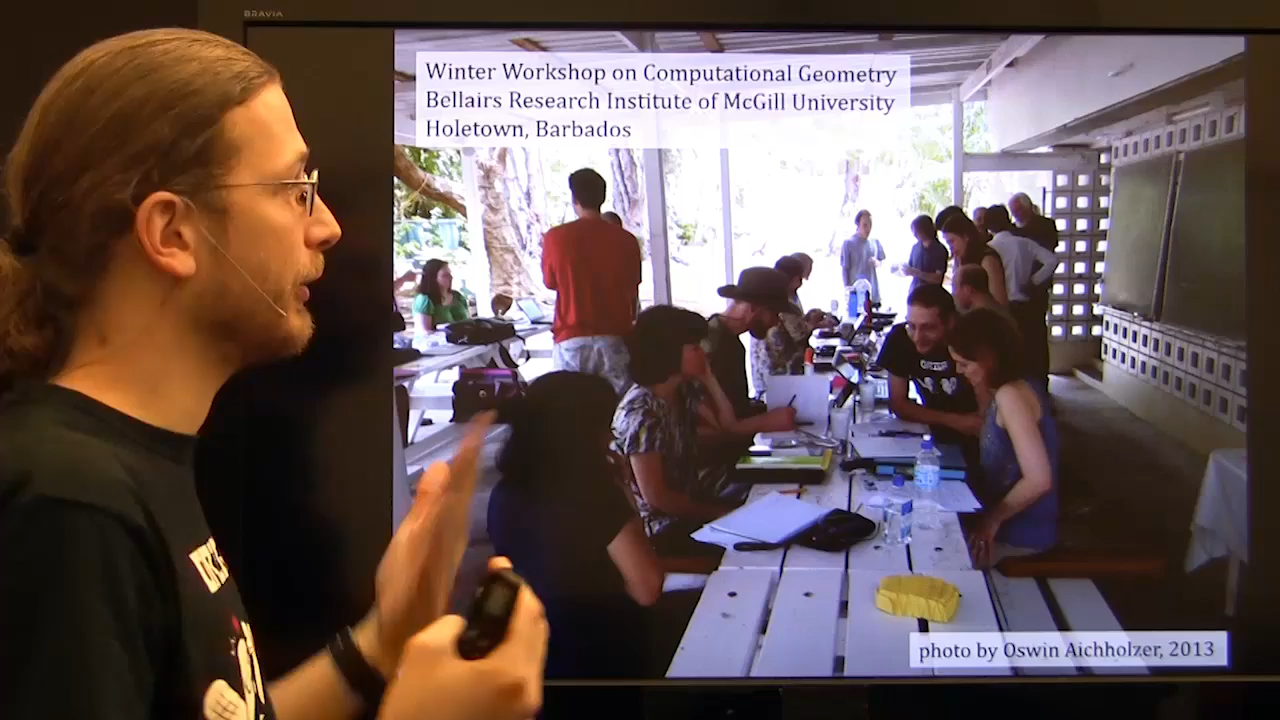 BRAVIA
Winter Workshop on Computational Geometry
Bellairs Research Institute of McGill University
Holetown, Barbados
photo by Oswin Aichholzer, 2013